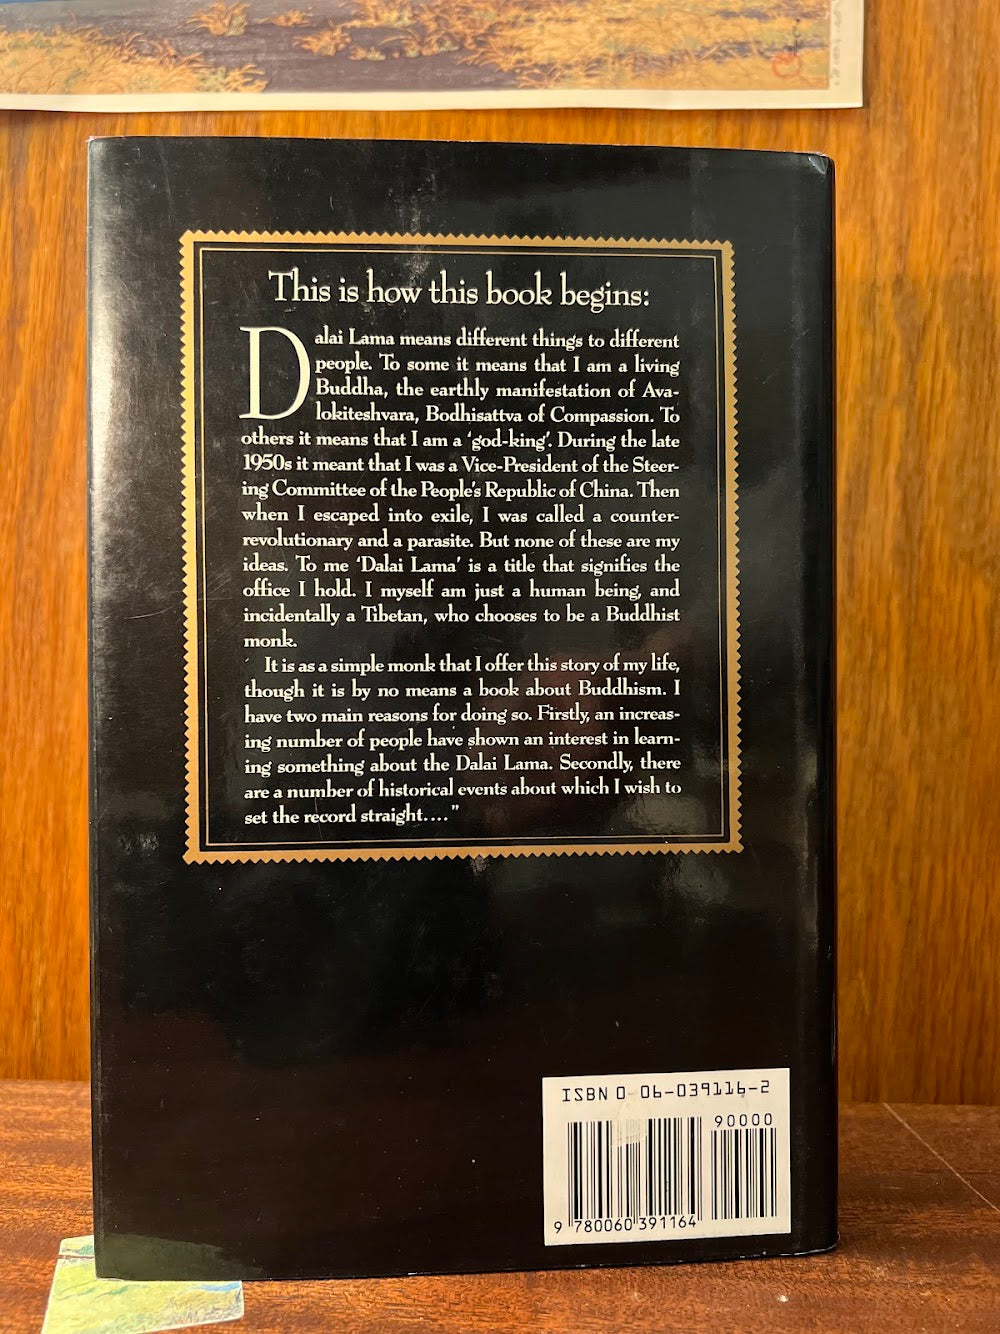 This is how this book begins:
Dalai Lama means different things to different
people. To some it means that I am a living
Buddha, the earthly manifestation of Ava-
lokiteshvara, Bodhisattva of Compassion. To
others it means that I am a ‘god-king’. During the late
1950s it meant that I was a Vice-President of the Steer-
ing Committee of the People’s Republic of China. Then
when I escaped into exile, I was called a counter-
revolutionary and a parasite. But none of these are my
ideas. To me ‘Dalai Lama’ is a title that signifies the
office I hold. I myself am just a human being, and
incidentally a Tibetan, who chooses to be a Buddhist
monk.
It is as a simple monk that I offer this story of my life,
though it is by no means a book about Buddhism. I
have two main reasons for doing so. Firstly, an increas-
ing number of people have shown an interest in learn-
ing something about the Dalai Lama. Secondly, there
are a number of historical events about which I wish to
set the record straight....”
ISBN 0-06-039116-2
90000
9 780060 391164